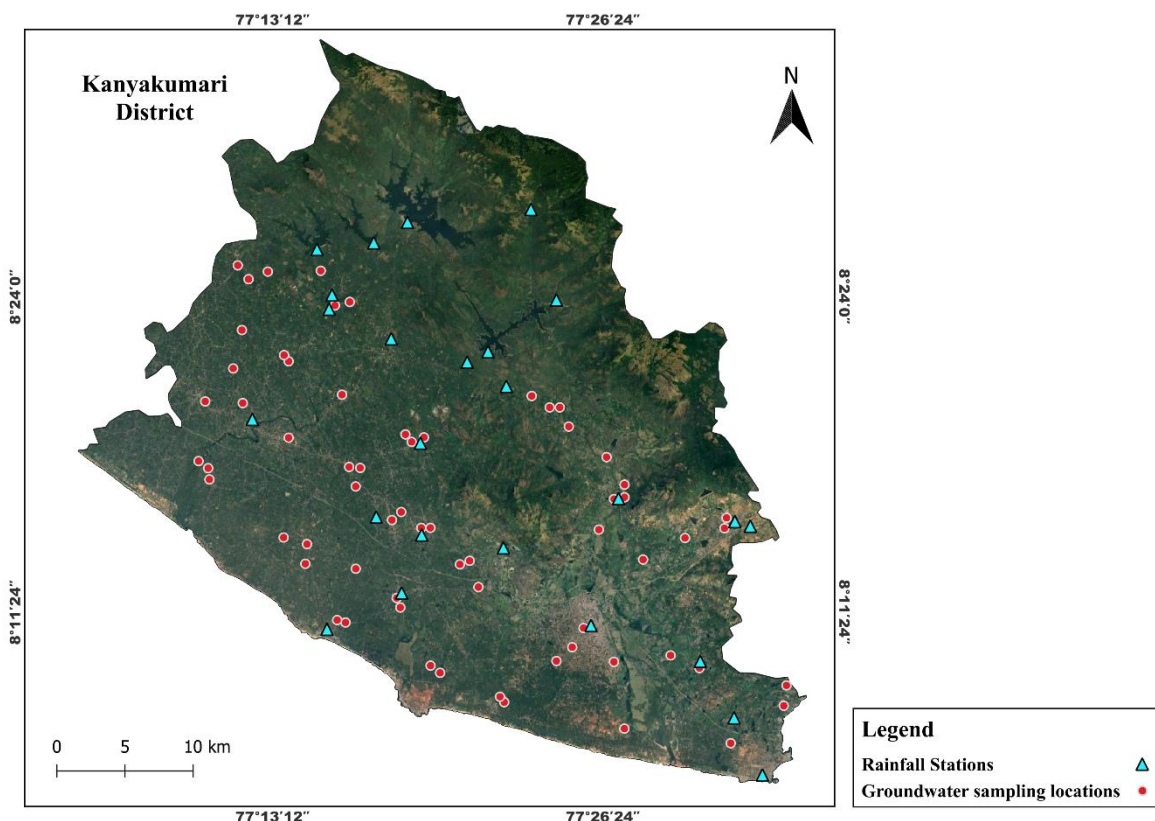 77°13′12″ 77°26′24″
Kanyakumari
District
N
8°24′0″ 8°24′0″
8°11′24″ 8°11′24″
0 5 10 km
Legend
Rainfall Stations
Groundwater sampling locations
77°13′12″ 77°26′24″